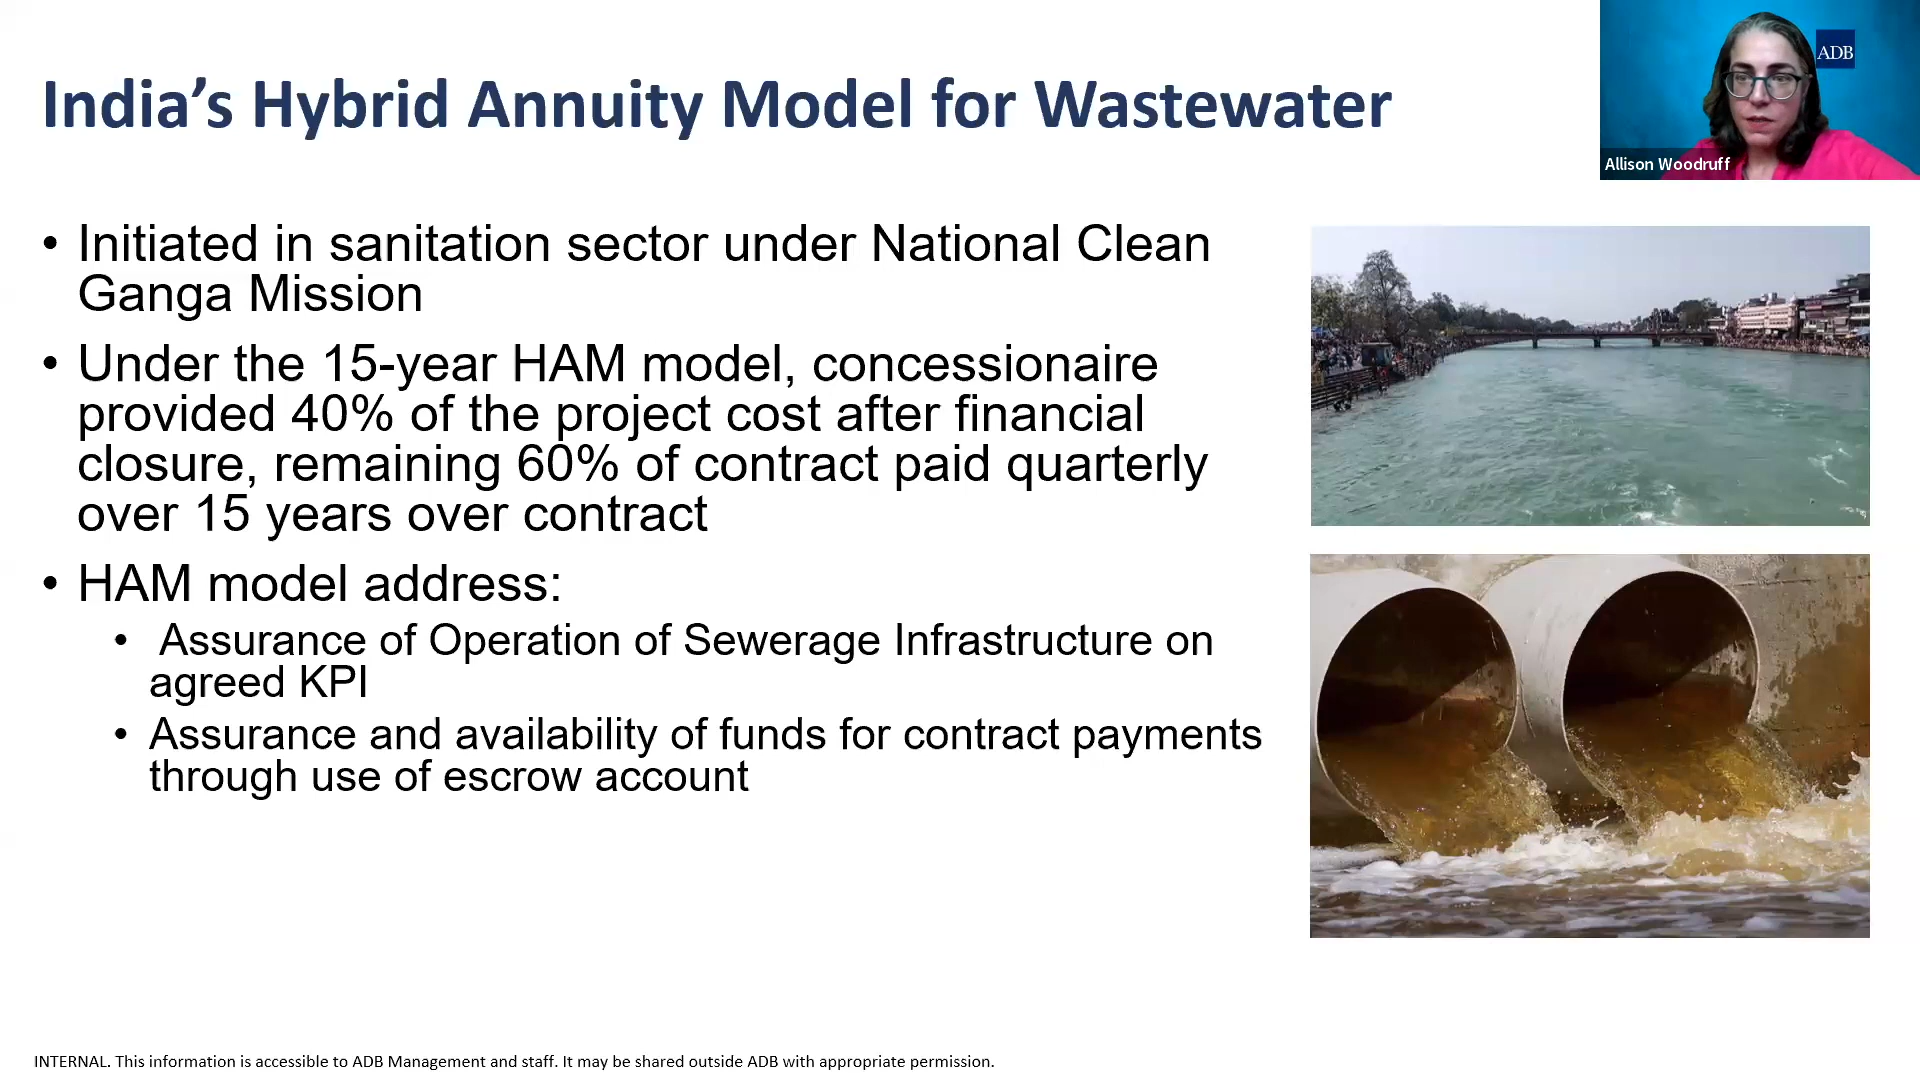 India's Hybrid Annuity Model for Wastewater
ADB
Allison Woodruff
• Initiated in sanitation sector under National Clean
Ganga Mission
• Under the 15-year HAM model, concessionaire
provided 40% of the project cost after financial
closure, remaining 60% of contract paid quarterly
over 15 years over contract
• HAM model address:
• Assurance of Operation of Sewerage Infrastructure on
agreed KPI
• Assurance and availability of funds for contract payments
through use of escrow account
INTERNAL. This information is accessible to ADB Management and staff. It may be shared outside ADB with appropriate permission.